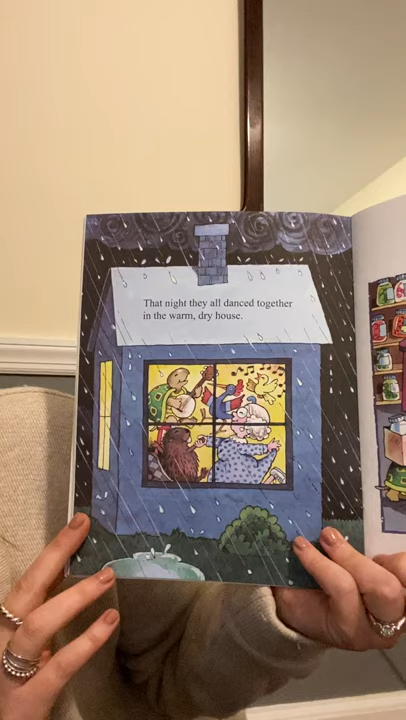 That night they all danced together
in the warm, dry house.